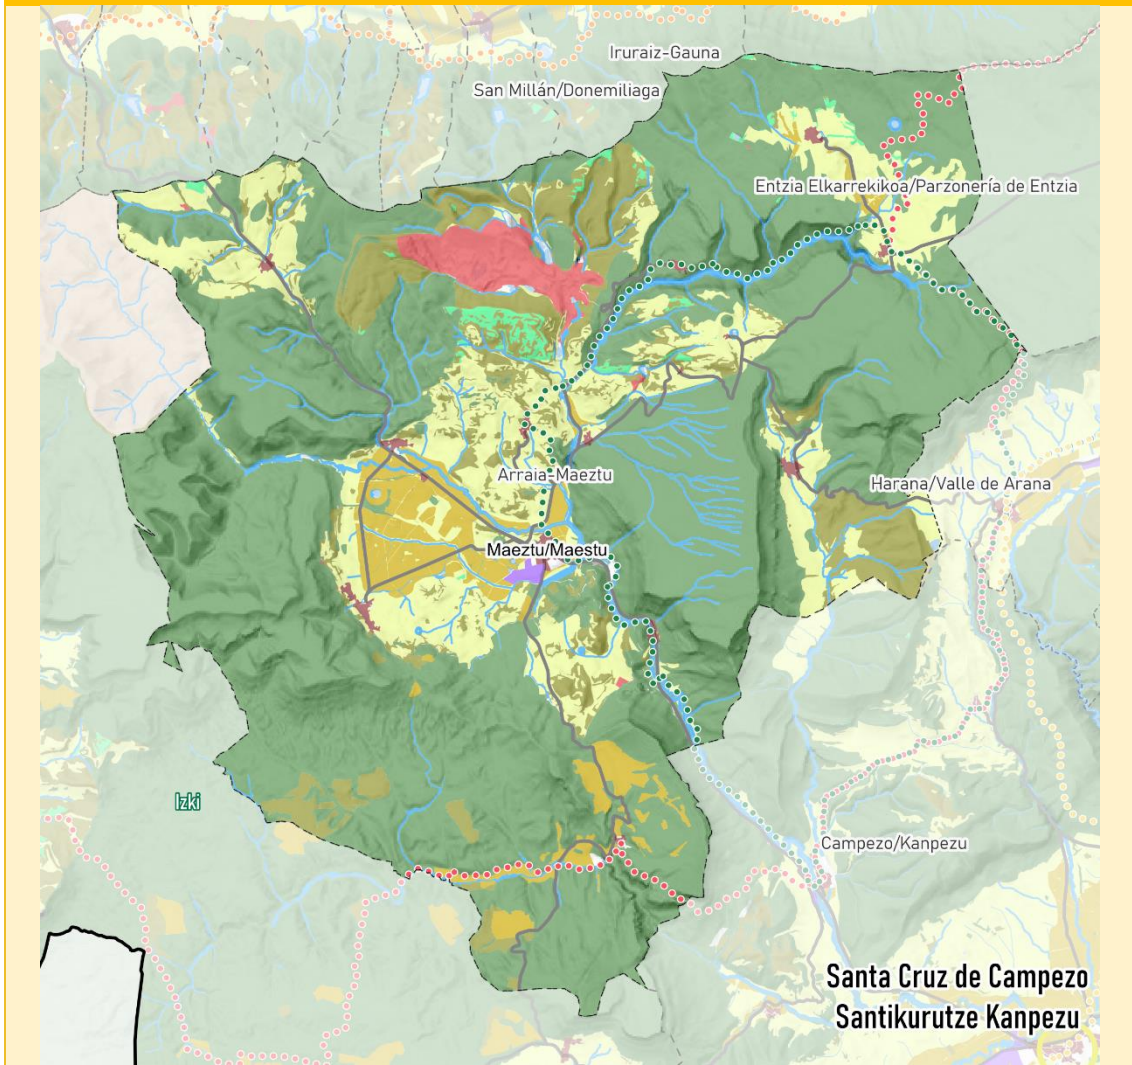 Iruraiz-Gauna
San Millán/Donemiliaga
Entzia Elkarrekikoa/Parzonería de Entzia
Arraia-Maeztu
Harana/Valle de Arana
Maeztu/Maestu
Izki
Campezo/Kanpezu
Santa Cruz de Campezo
Santikurutze Kanpezu